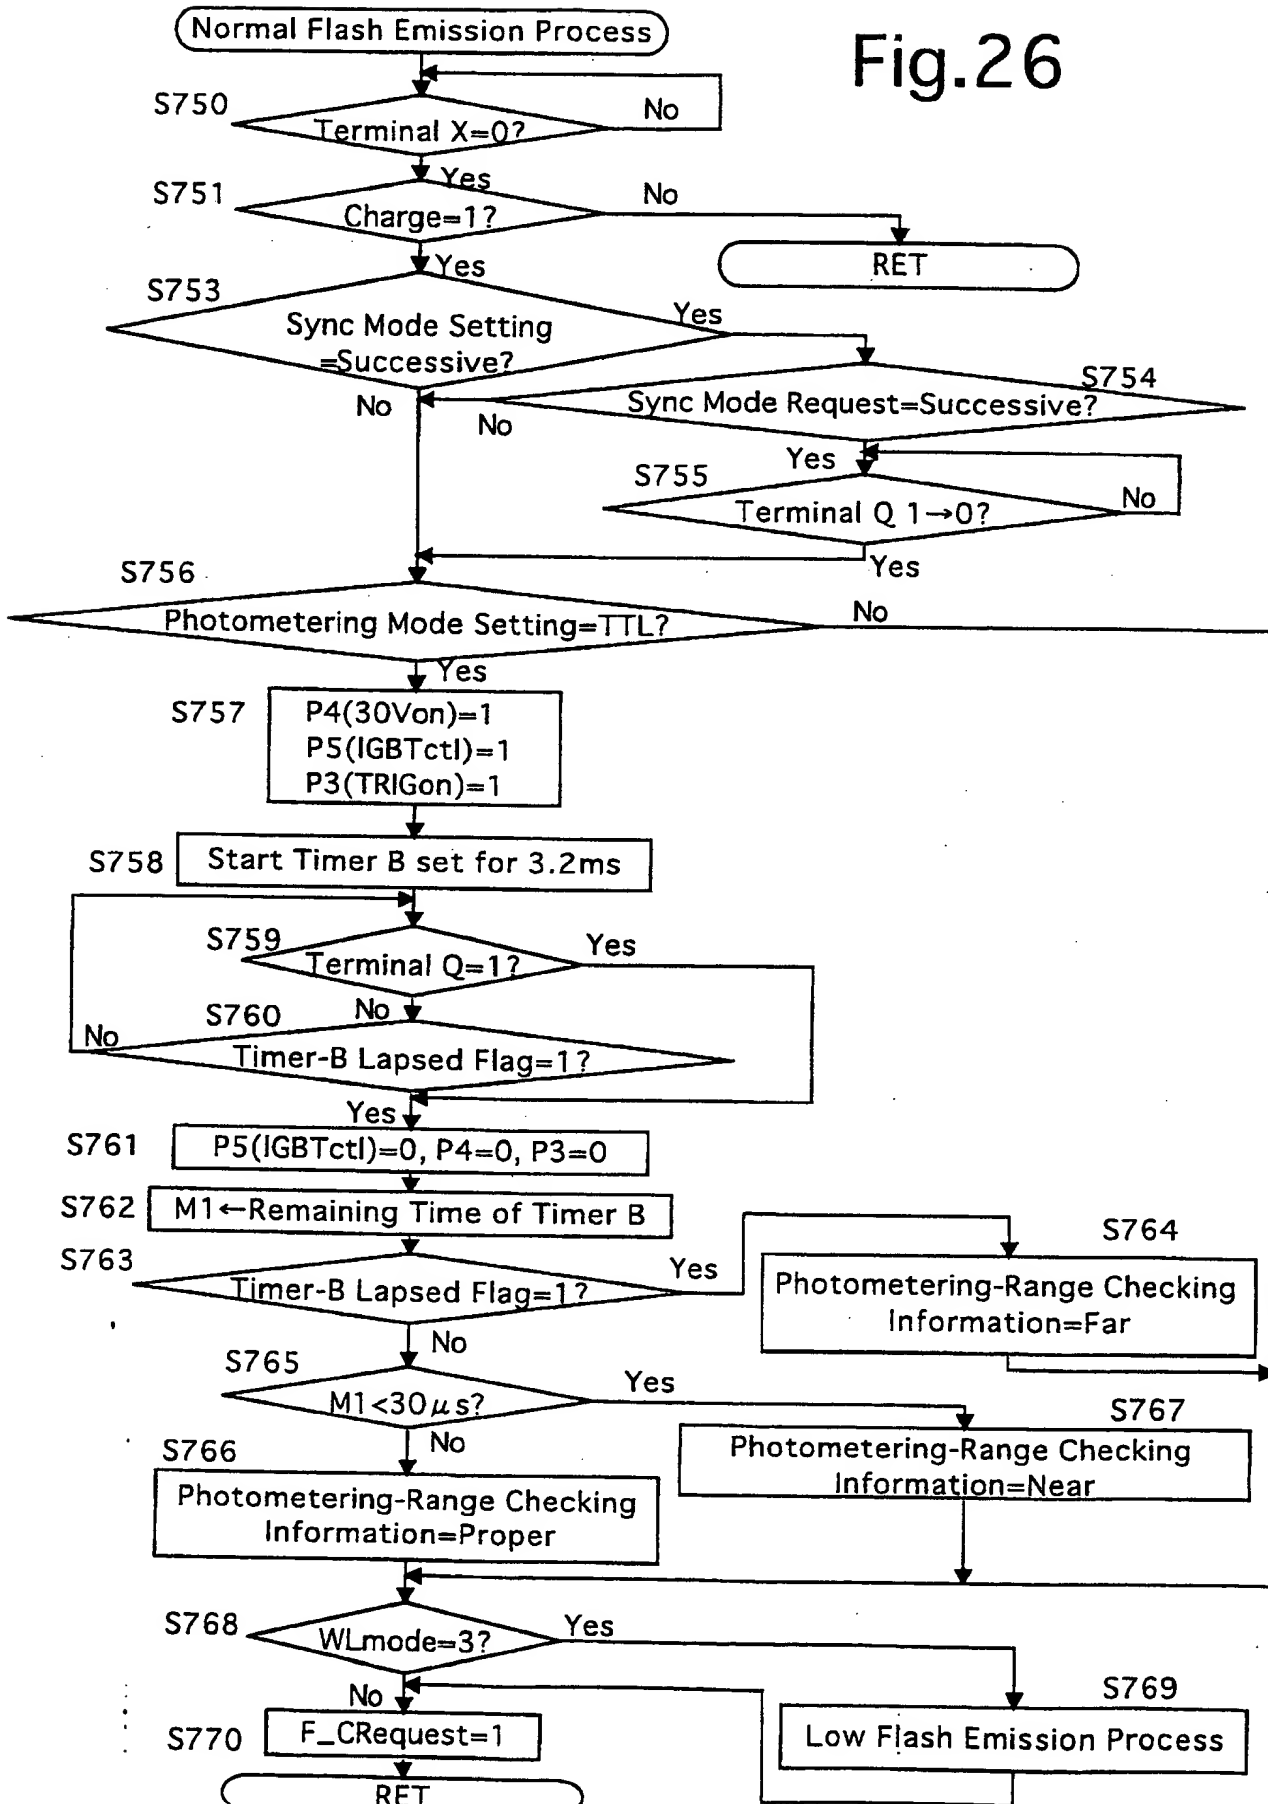 Normal Flash Emission Process
Fig.26
S750
Terminal X=0?
No
Yes
S751
Charge=1?
No
RET
Yes
S753
Sync Mode Setting
=Successive?
Yes
No
S754
Sync Mode Request=Successive?
No
Yes
S755
Terminal Q 1→0?
No
Yes
S756
Photometering Mode Setting=TTL?
No
Yes
S757
P4(30Von)=1
P5(IGBTctl)=1
P3(TRIGon)=1
S758
Start Timer B set for 3.2ms
S759
Terminal Q=1?
Yes
No
S760
Timer-B Lapsed Flag=1?
No
Yes
S761
P5(IGBTctl)=0, P4=0, P3=0
S762
M1←Remaining Time of Timer B
S763
Timer-B Lapsed Flag=1?
Yes
No
S764
Photometering-Range Checking
Information=Far
S765
M1<30μs?
Yes
No
S767
Photometering-Range Checking
Information=Near
S766
Photometering-Range Checking
Information=Proper
S768
WLmode=3?
Yes
No
S769
Low Flash Emission Process
S770
F_CRequest=1
RET